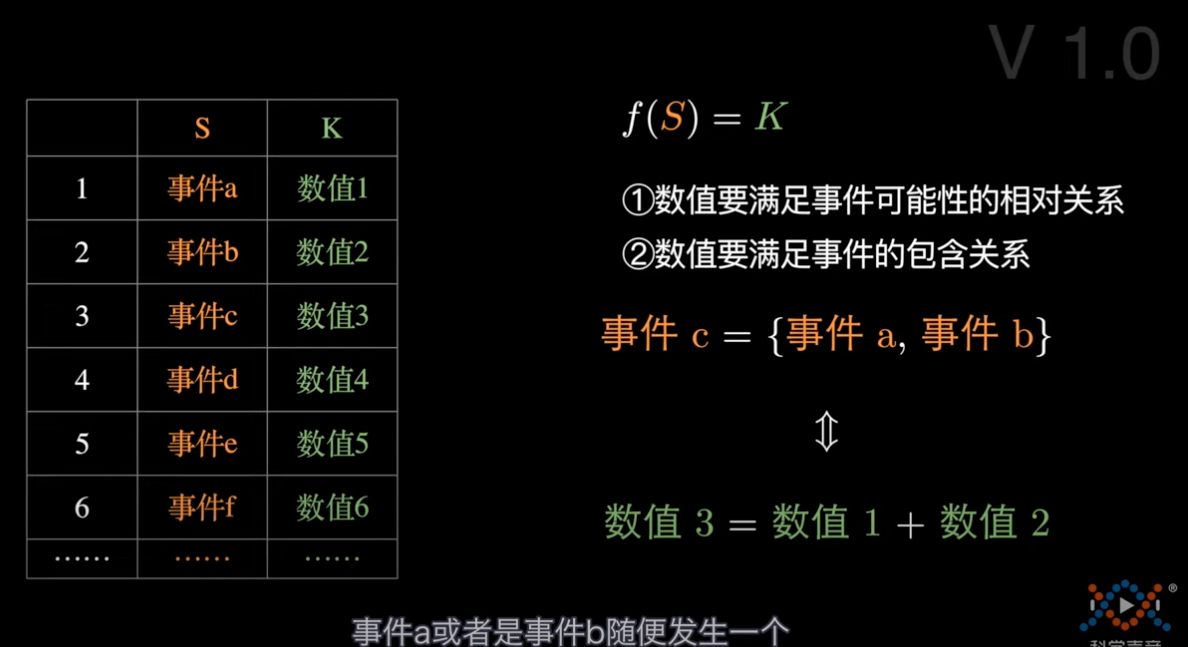 V 1.0
S K
1 事件a 数值1
2 事件b 数值2
3 事件c 数值3
4 事件d 数值4
5 事件e 数值5
6 事件f 数值6
…… …… ……
f(S) = K
①数值要满足事件可能性的相对关系
②数值要满足事件的包含关系
事件 c = {事件 a, 事件 b}
⇕
数值 3 = 数值 1 + 数值 2
事件a或者是事件b随便发生一个
®